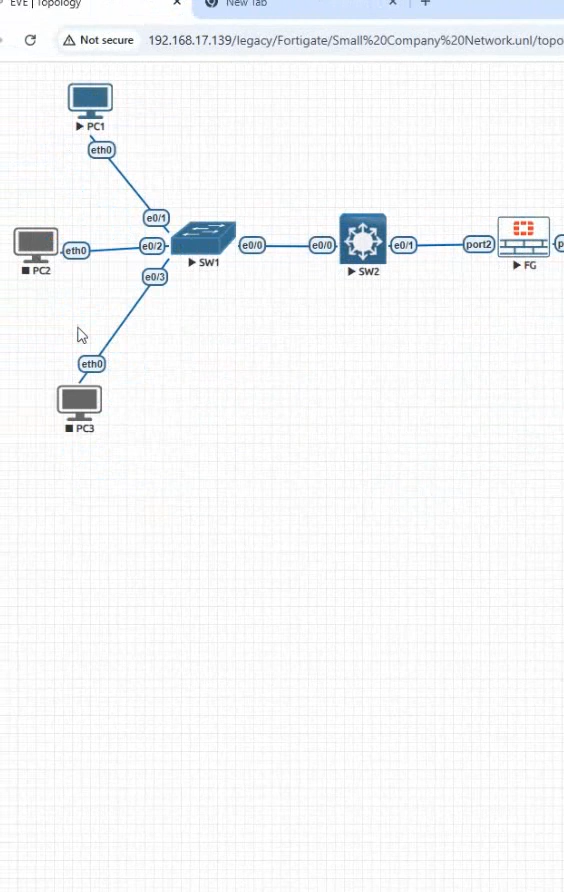 EVE | Topology
New Tab
Not secure
192.168.17.139/legacy/Fortigate/Small%20Company%20Network.unl/topo
PC1
eth0
e0/1
PC2
eth0
e0/2
SW1
e0/0
e0/0
SW2
e0/1
port2
FG
p
e0/3
eth0
PC3